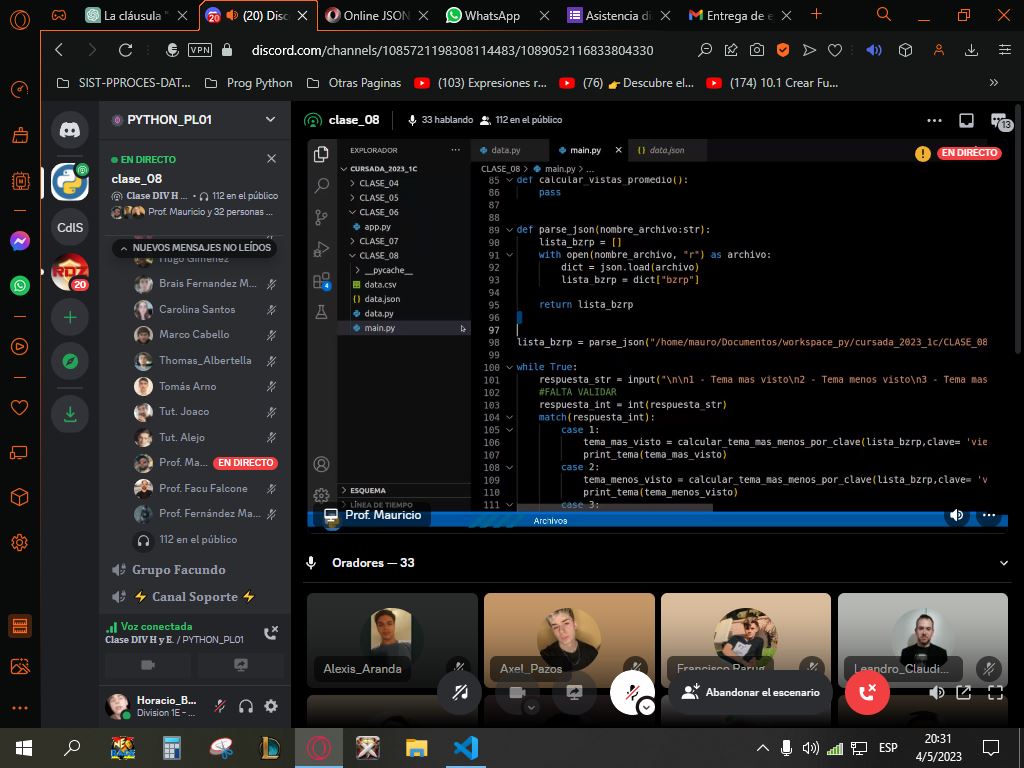 La cláusula "
(20) Disc
Online JSON
WhatsApp
Asistencia di
Entrega de e
VPN
discord.com/channels/1085721198308114483/1089052116833804330
SIST-PPROCES-DAT...
Prog Python
Otras Paginas
(103) Expresiones r...
(76) 👉 Descubre el...
(174) 10.1 Crear Fu...
PYTHON_PL01
clase_08
33 hablando
112 en el público
13
EN DIRECTO
clase_08
Clase DIV H ...
112 en el público
Prof. Mauricio y 32 personas ...
NUEVOS MENSAJES NO LEÍDOS
CdIS
20
Hugo Gimenez
Brais Fernandez M...
Carolina Santos
Marco Cabello
Thomas_Albertella
Tomás Arno
Tut. Joaco
Tut. Alejo
Prof. Ma...
EN DIRECTO
Prof. Facu Falcone
Prof. Fernández Ma...
112 en el público
Grupo Facundo
⚡ Canal Soporte ⚡
Voz conectada
Clase DIV H y E. / PYTHON_PL01
Horacio_B...
Division 1E - ...
EXPLORADOR
CURSADA_2023_1C
CLASE_04
CLASE_05
CLASE_06
app.py
CLASE_07
CLASE_08
__pycache__
data.csv
data.json
data.py
main.py
4
ESQUEMA
LÍNEA DE TIEMPO
data.py
main.py
data.json
EN DIRECTO
CLASE_08 > main.py > ...
85 def calcular_vistas_promedio():
86 pass
87
88
89 def parse_json(nombre_archivo:str):
90 lista_bzrp = []
91 with open(nombre_archivo, "r") as archivo:
92 dict = json.load(archivo)
93 lista_bzrp = dict["bzrp"]
94
95 return lista_bzrp
96
97
98 lista_bzrp = parse_json("/home/mauro/Documentos/workspace_py/cursada_2023_1c/CLASE_08
99
100 while True:
101 respuesta_str = input("\n\n1 - Tema mas visto\n2 - Tema menos visto\n3 - Tema mas
102 #FALTA VALIDAR
103 respuesta_int = int(respuesta_str)
104 match(respuesta_int):
105 case 1:
106 tema_mas_visto = calcular_tema_mas_menos_por_clave(lista_bzrp,clave= 'vie
107 print_tema(tema_mas_visto)
108 case 2:
109 tema_menos_visto = calcular_tema_mas_menos_por_clave(lista_bzrp,clave= 'v
110 print_tema(tema_menos_visto)
111 case 3:
Prof. Mauricio
Archivos
Oradores — 33
Alexis_Aranda
Axel_Pazos
Francisco
Leandro_Claudi...
Abandonar el escenario
ESP
20:31
4/5/2023